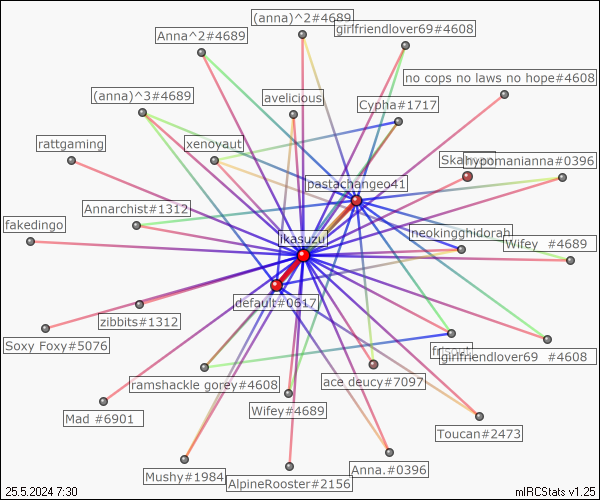 (anna)^2#4689
girlfriendlover69#4608
Anna^2#4689
no cops no laws no hope#4608
(anna)^3#4689
avelicious
Cypha#1717
rattgaming
xenoyaut
hypomanianna#0396
pastachangeo41
Annarchist#1312
fakedingo
ikasuzu
neokingghidorah
Wifey #4689
default#0617
zibbits#1312
Soxy Foxy#5076
girlfriendlover69 #4608
ramshackle gorey#4608
ace deucy#7097
Mad #6901
Wifey#4689
Toucan#2473
Mushy#1984
Anna.#0396
AlpineRooster#2156
25.5.2024 7:30
mIRCStats v1.25